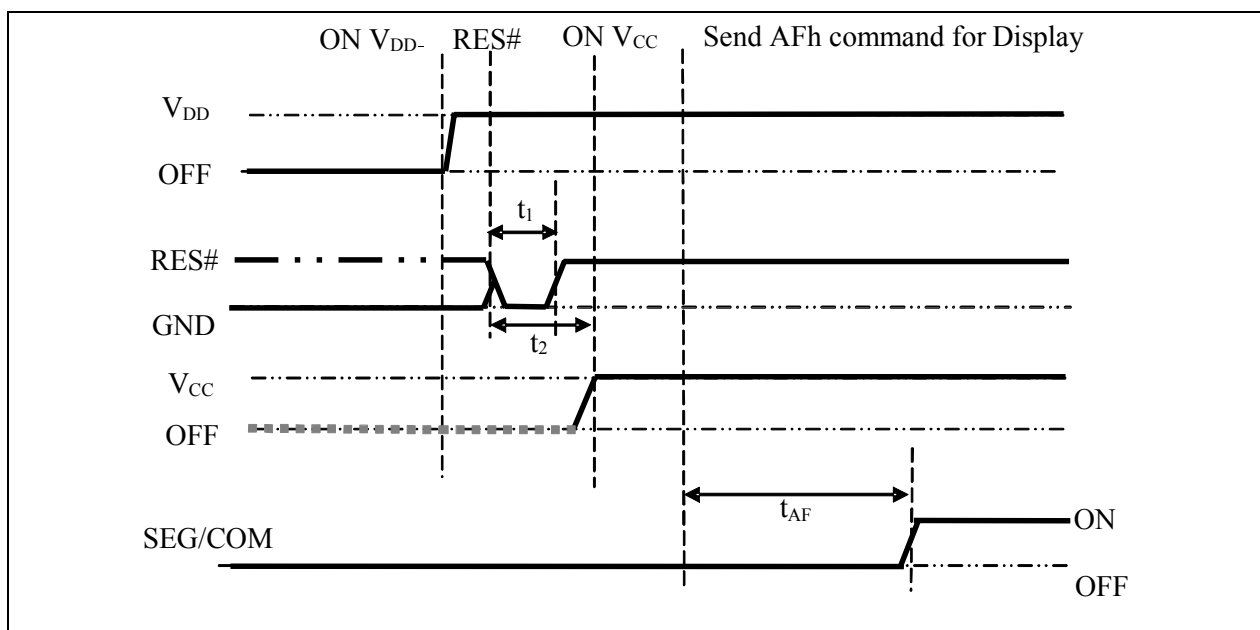 ON VDD- RES# ON VCC Send AFh command for Display
VDD
OFF
t1
RES#
GND
t2
VCC
OFF
tAF
ON
SEG/COM
OFF